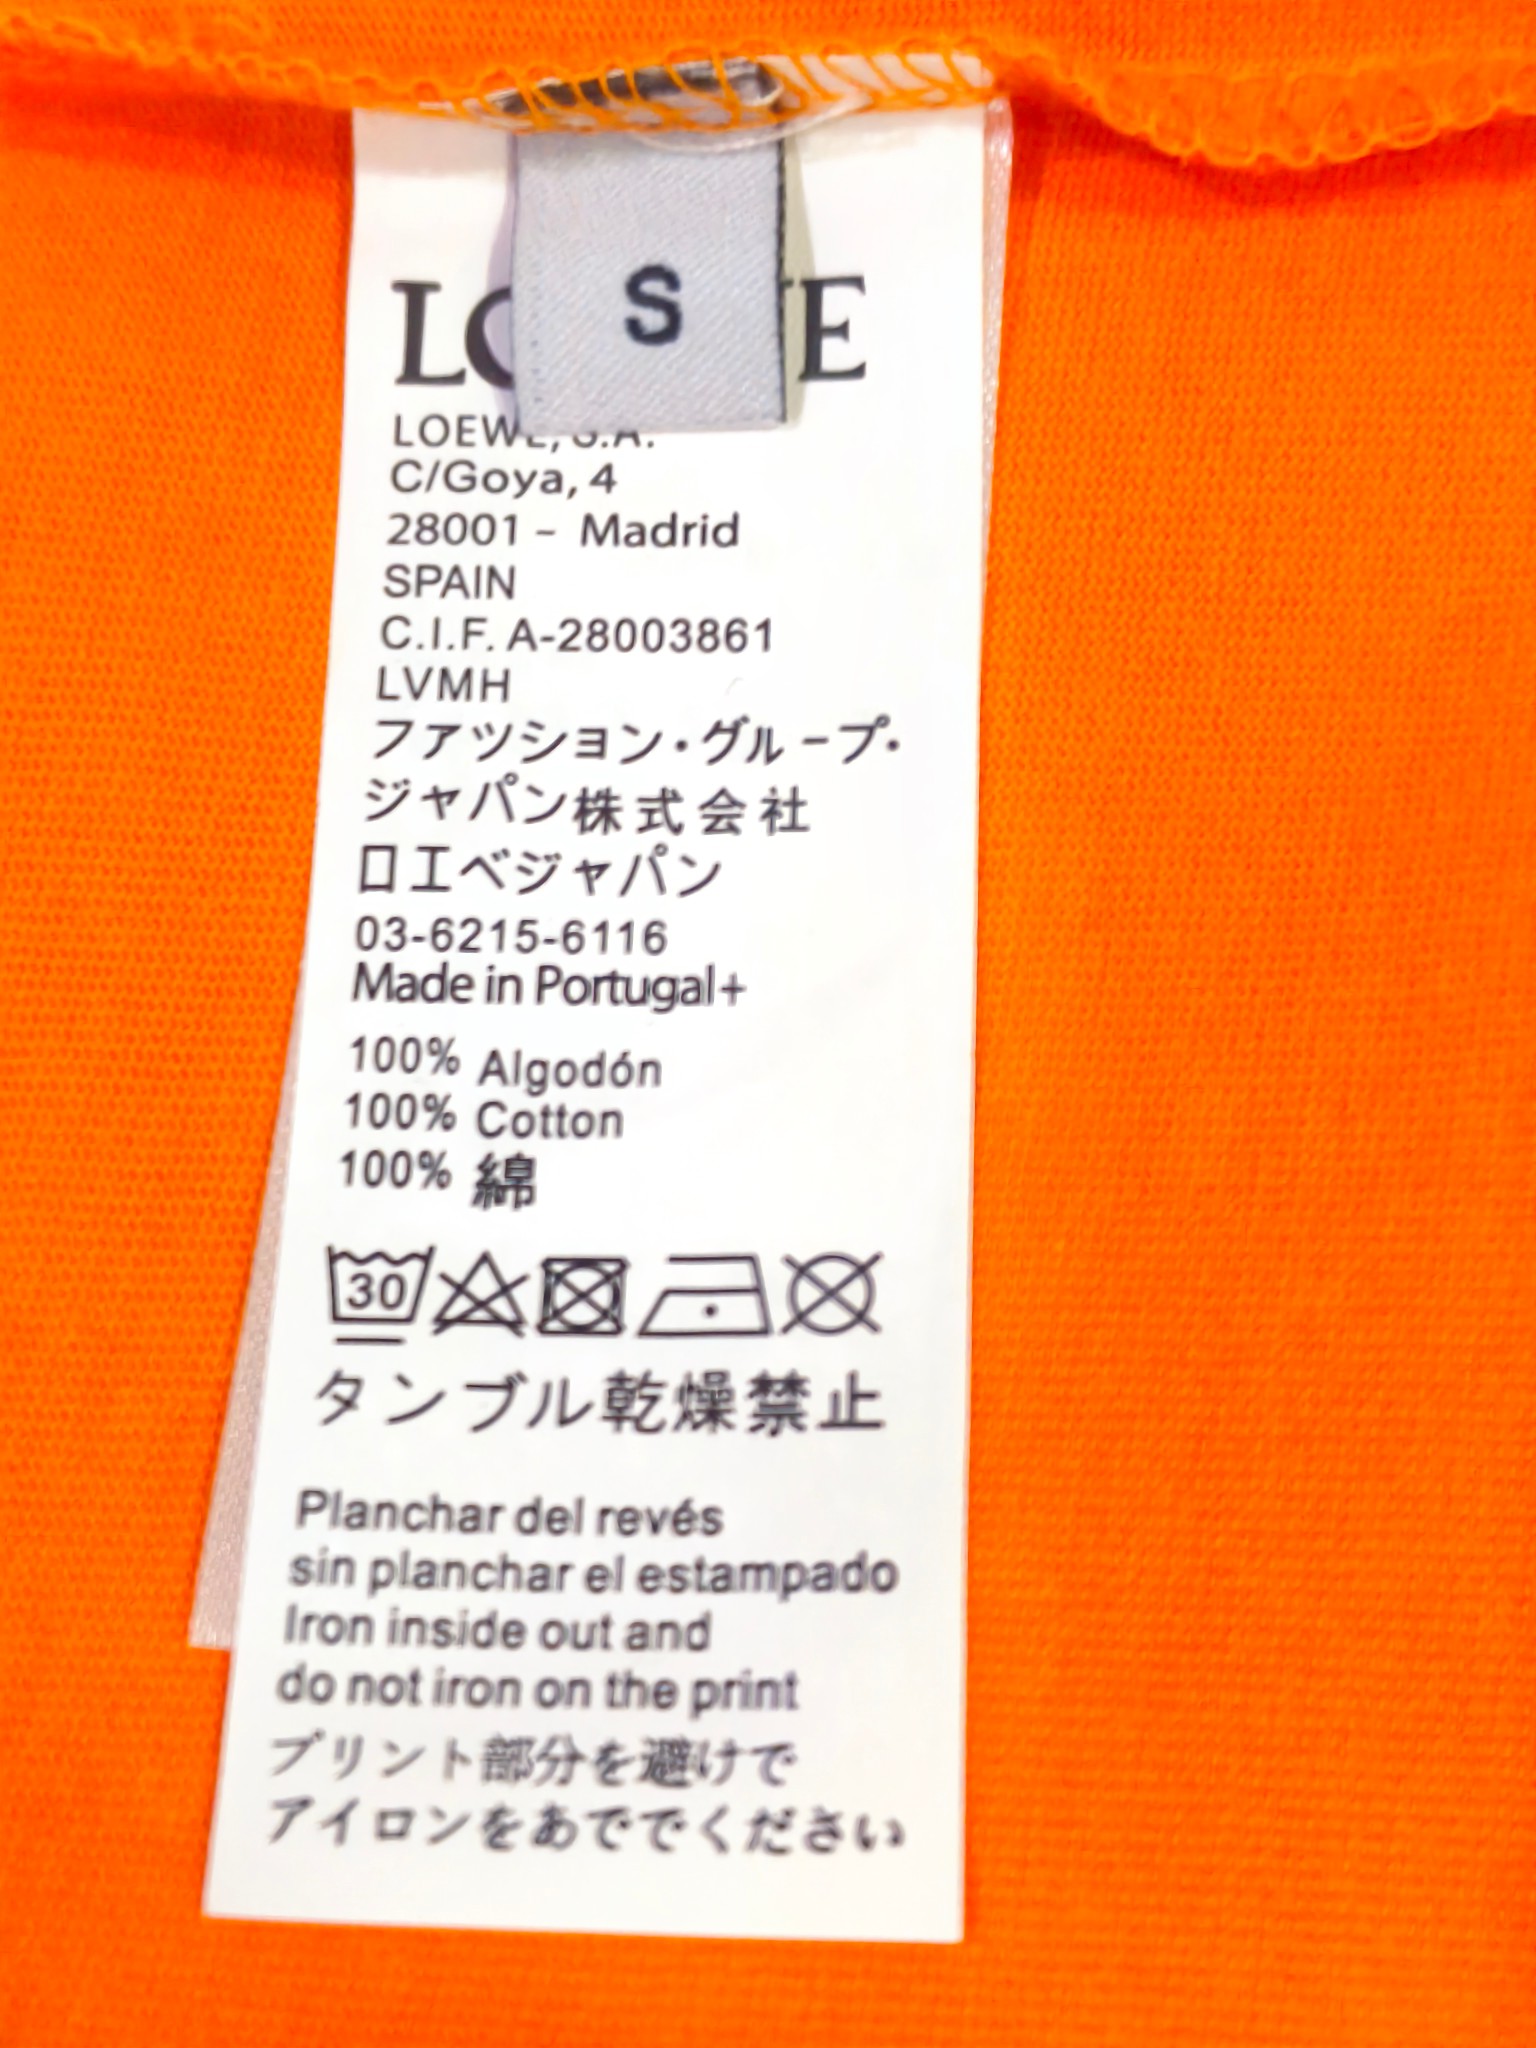 S
LOEWE
LOEWE, S.A.
C/Goya, 4
28001 - Madrid
SPAIN
C.I.F. A-28003861
LVMH
ファツション・グループ・
ジャパン株式会社
ロエベジャパン
03-6215-6116
Made in Portugal+
100% Algodón
100% Cotton
100% 綿
30
タンブル乾燥禁止
Planchar del revés
sin planchar el estampado
Iron inside out and
do not iron on the print
プリント部分を避けて
アイロンをあででください